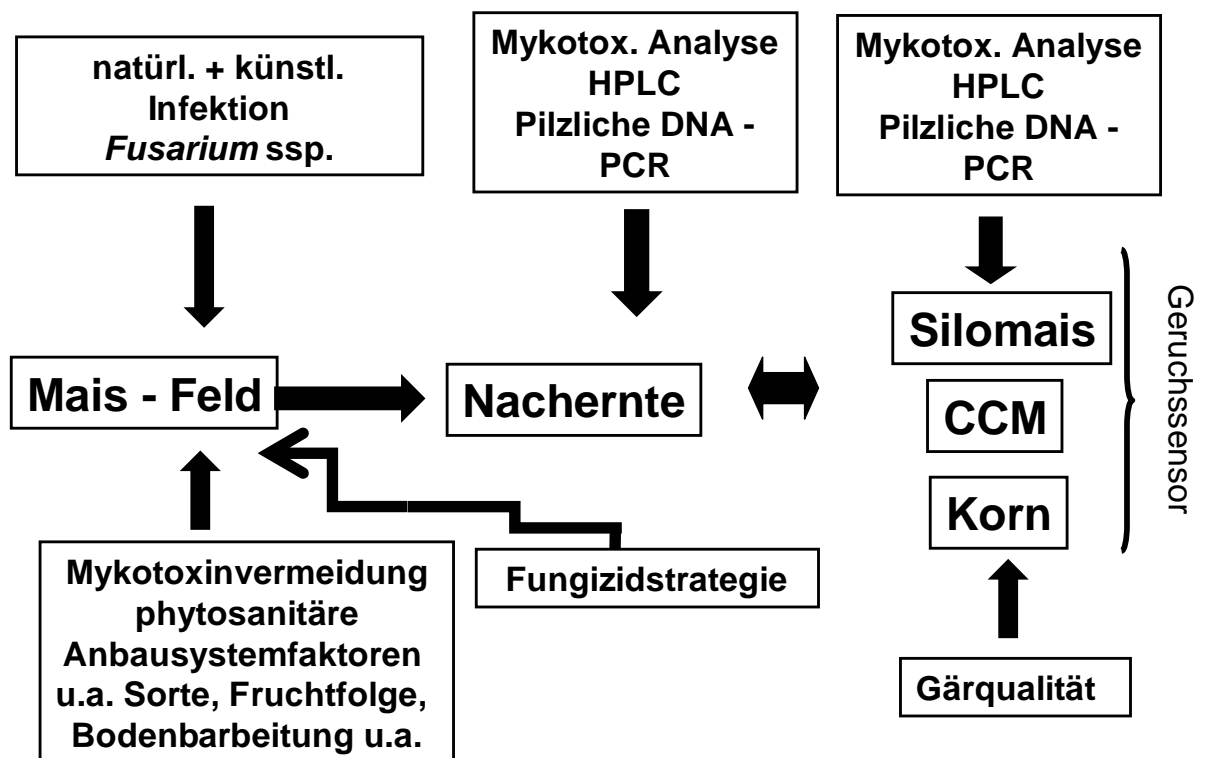 natürl. + künstl.
Infektion
Fusarium ssp.
Mykotox. Analyse
HPLC
Pilzliche DNA -
PCR
Mykotox. Analyse
HPLC
Pilzliche DNA -
PCR
Mais - Feld
Nachernte
Silomais
CCM
Korn
Geruchssensor
Mykotoxinvermeidung
phytosanitäre
Anbausystemfaktoren
u.a. Sorte, Fruchtfolge,
Bodenbarbeitung u.a.
Fungizidstrategie
Gärqualität